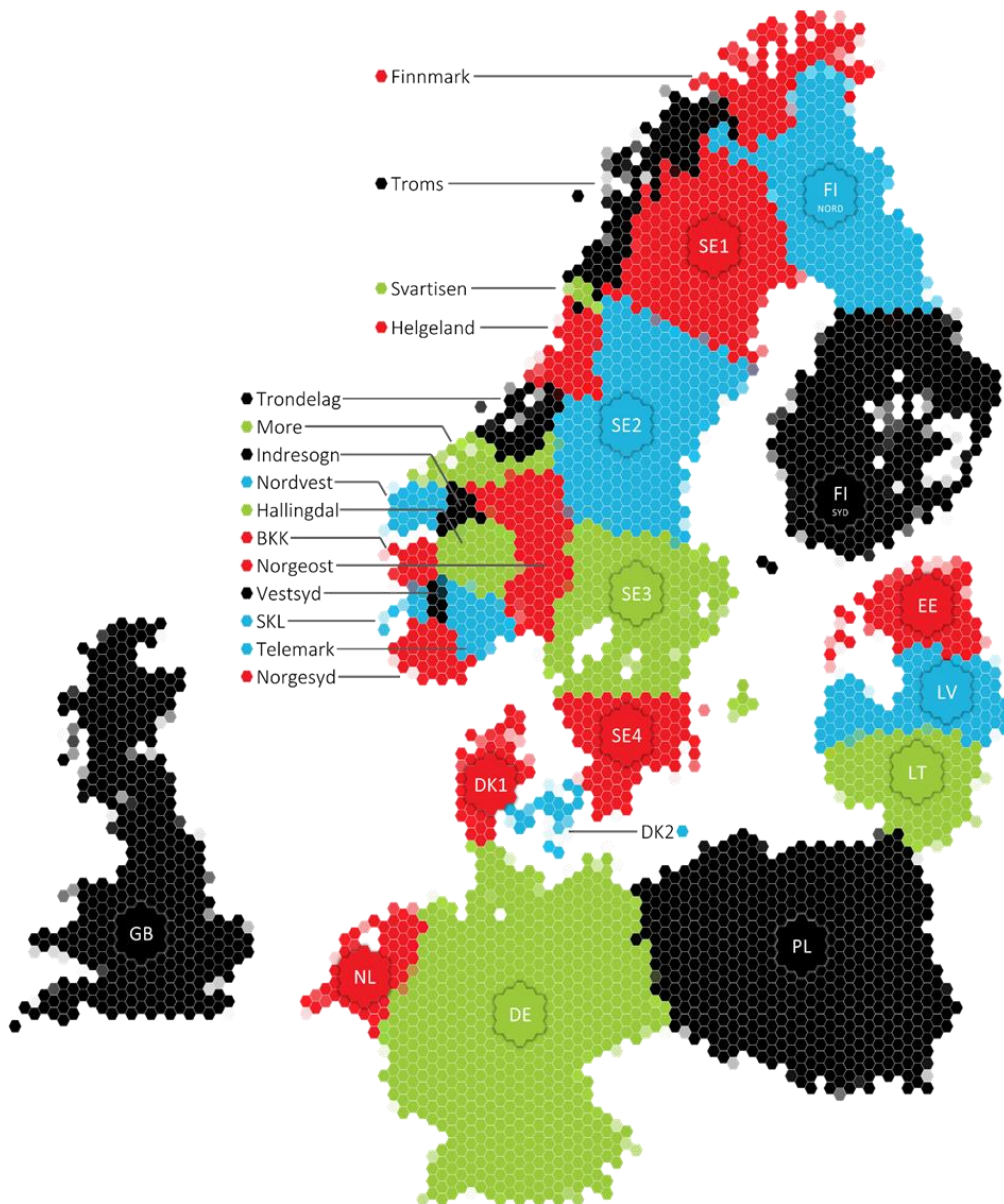 Finnmark
Troms
FI
NORD
SE1
Svartisen
Helgeland
Trondelag
More
Indresogn
Nordvest
Hallingdal
BKK
Norgeost
Vestsyd
SKL
Telemark
Norgesyd
SE2
FI
SYD
SE3
EE
LV
SE4
LT
DK1
DK2
GB
PL
NL
DE